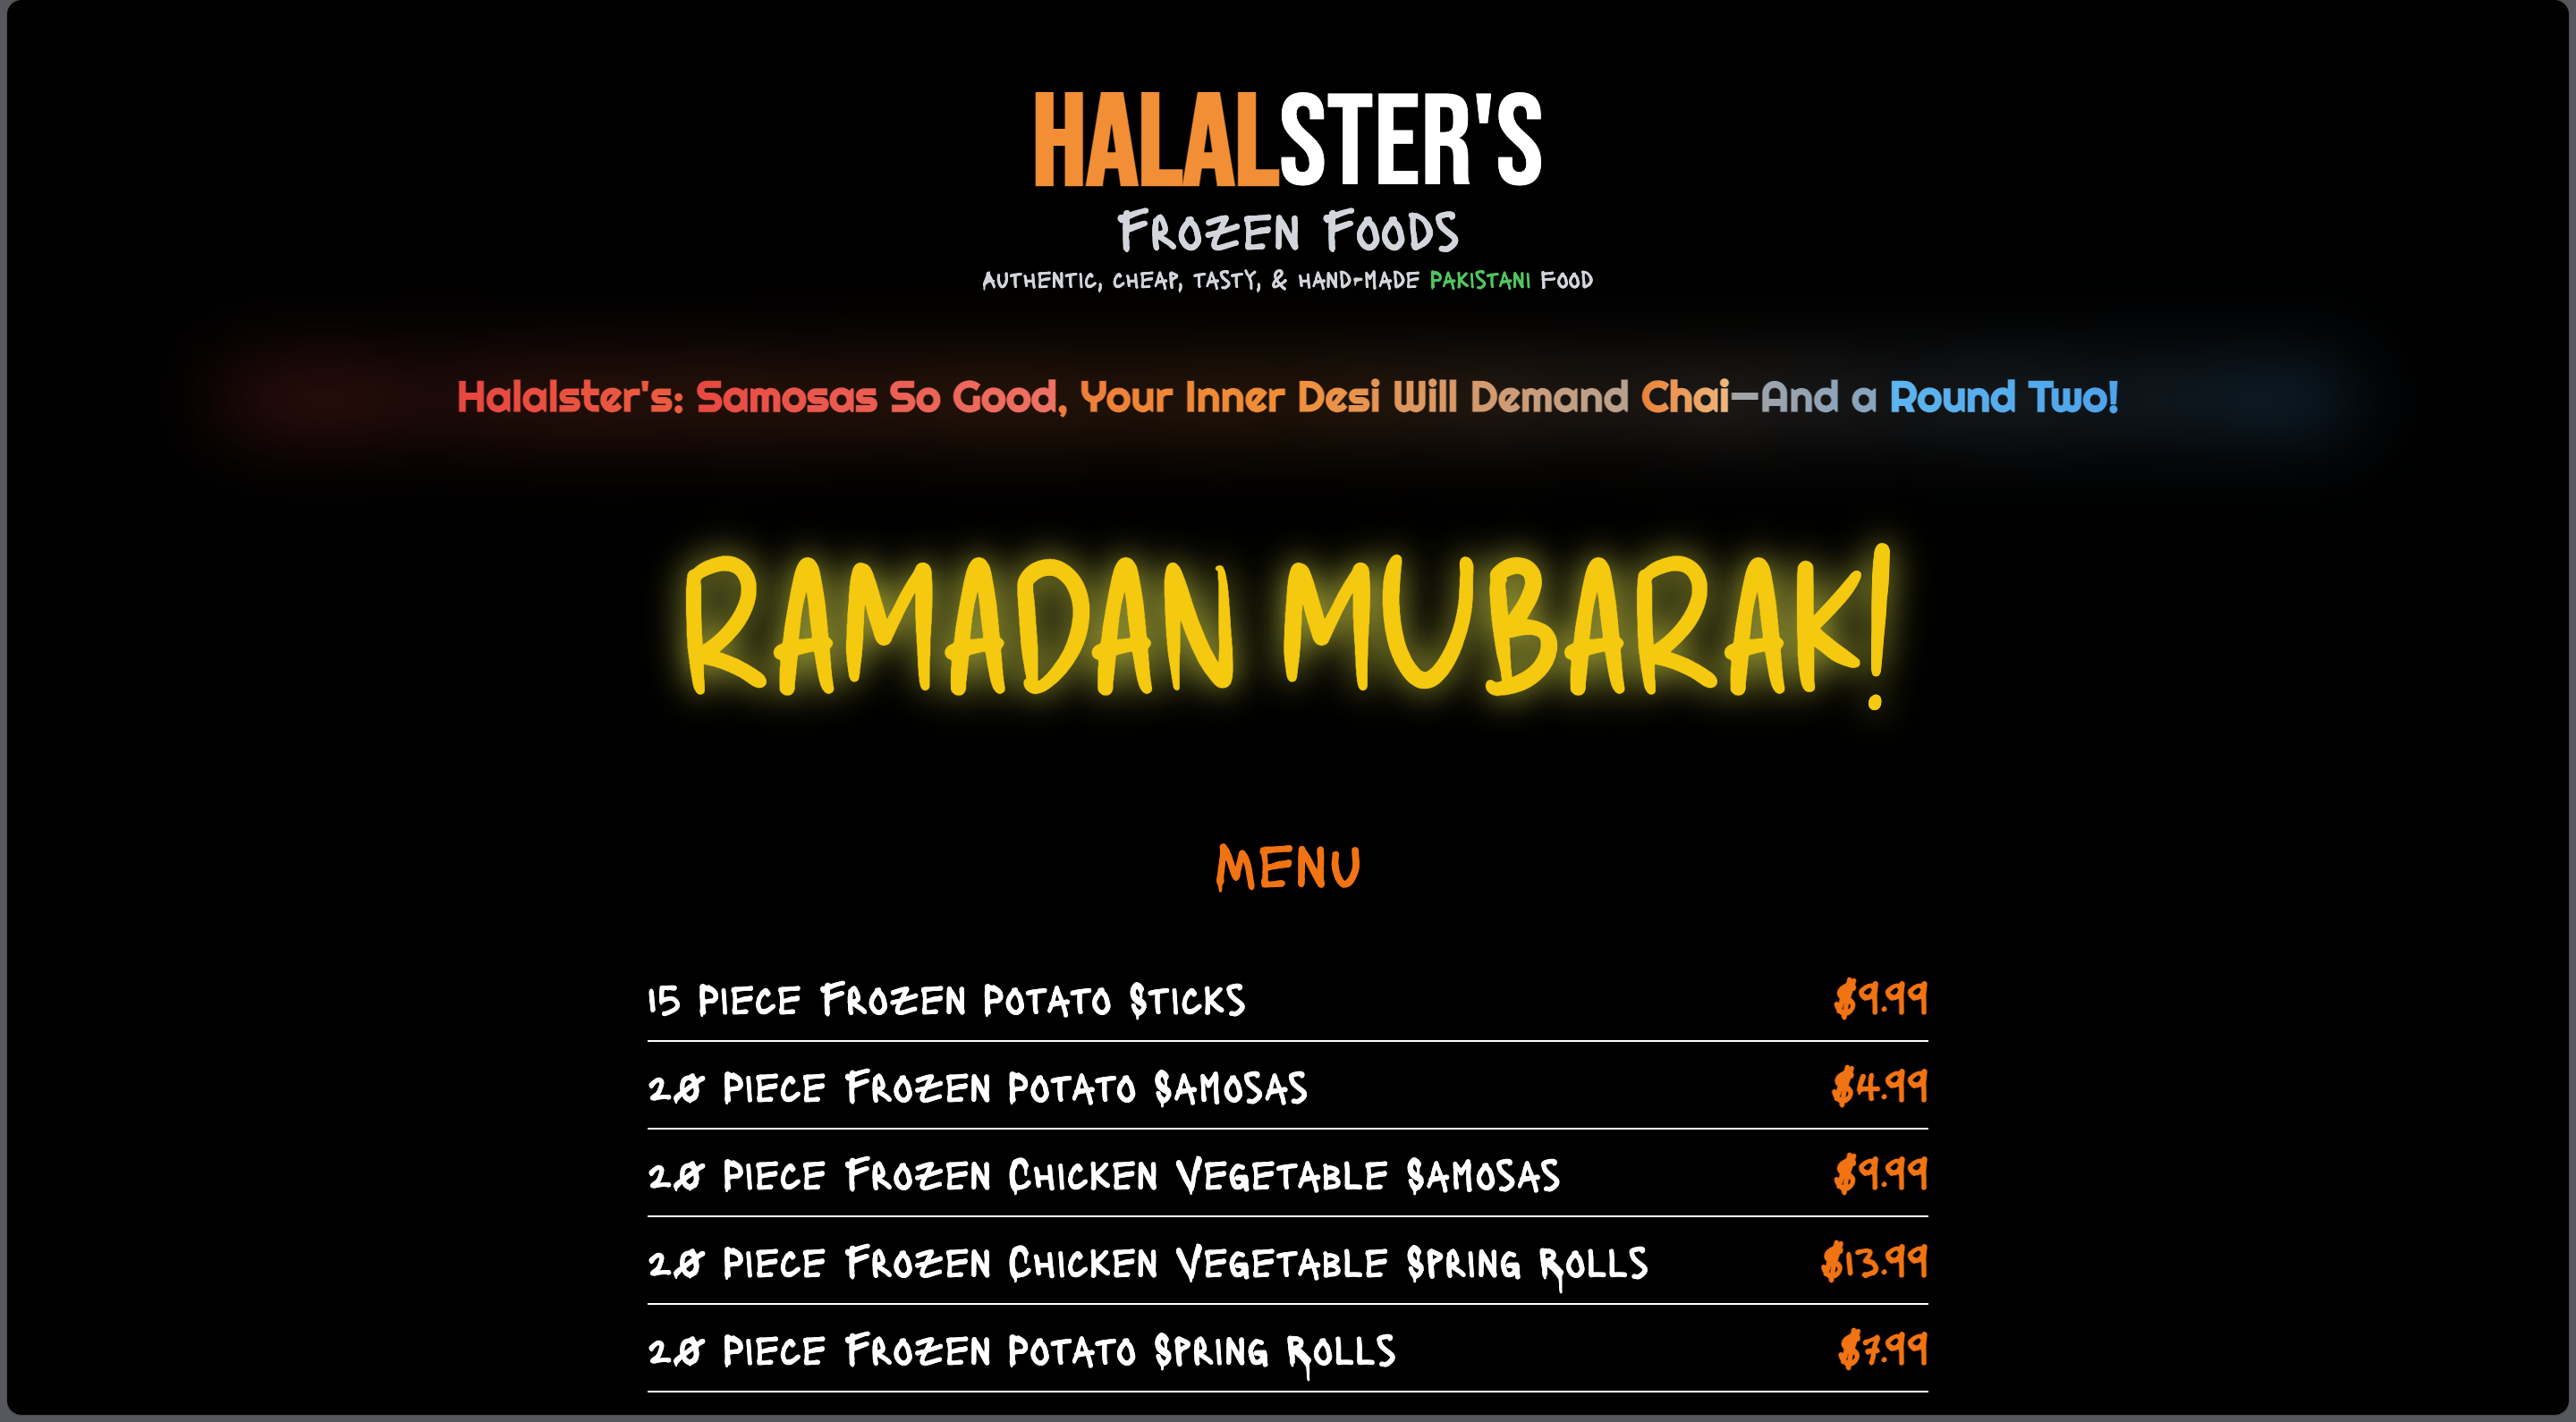 HALALSTER'S
Frozen Foods
Authentic, Cheap, Tasty, & Hand-Made Pakistani Food
Halalster's: Samosas So Good, Your Inner Desi Will Demand Chai—And a Round Two!
RAMADAN MUBARAK!
MENU
15 Piece Frozen Potato Sticks $9.99
20 Piece Frozen Potato Samosas $4.99
20 Piece Frozen Chicken Vegetable Samosas $9.99
20 Piece Frozen Chicken Vegetable Spring Rolls $13.99
20 Piece Frozen Potato Spring Rolls $7.99